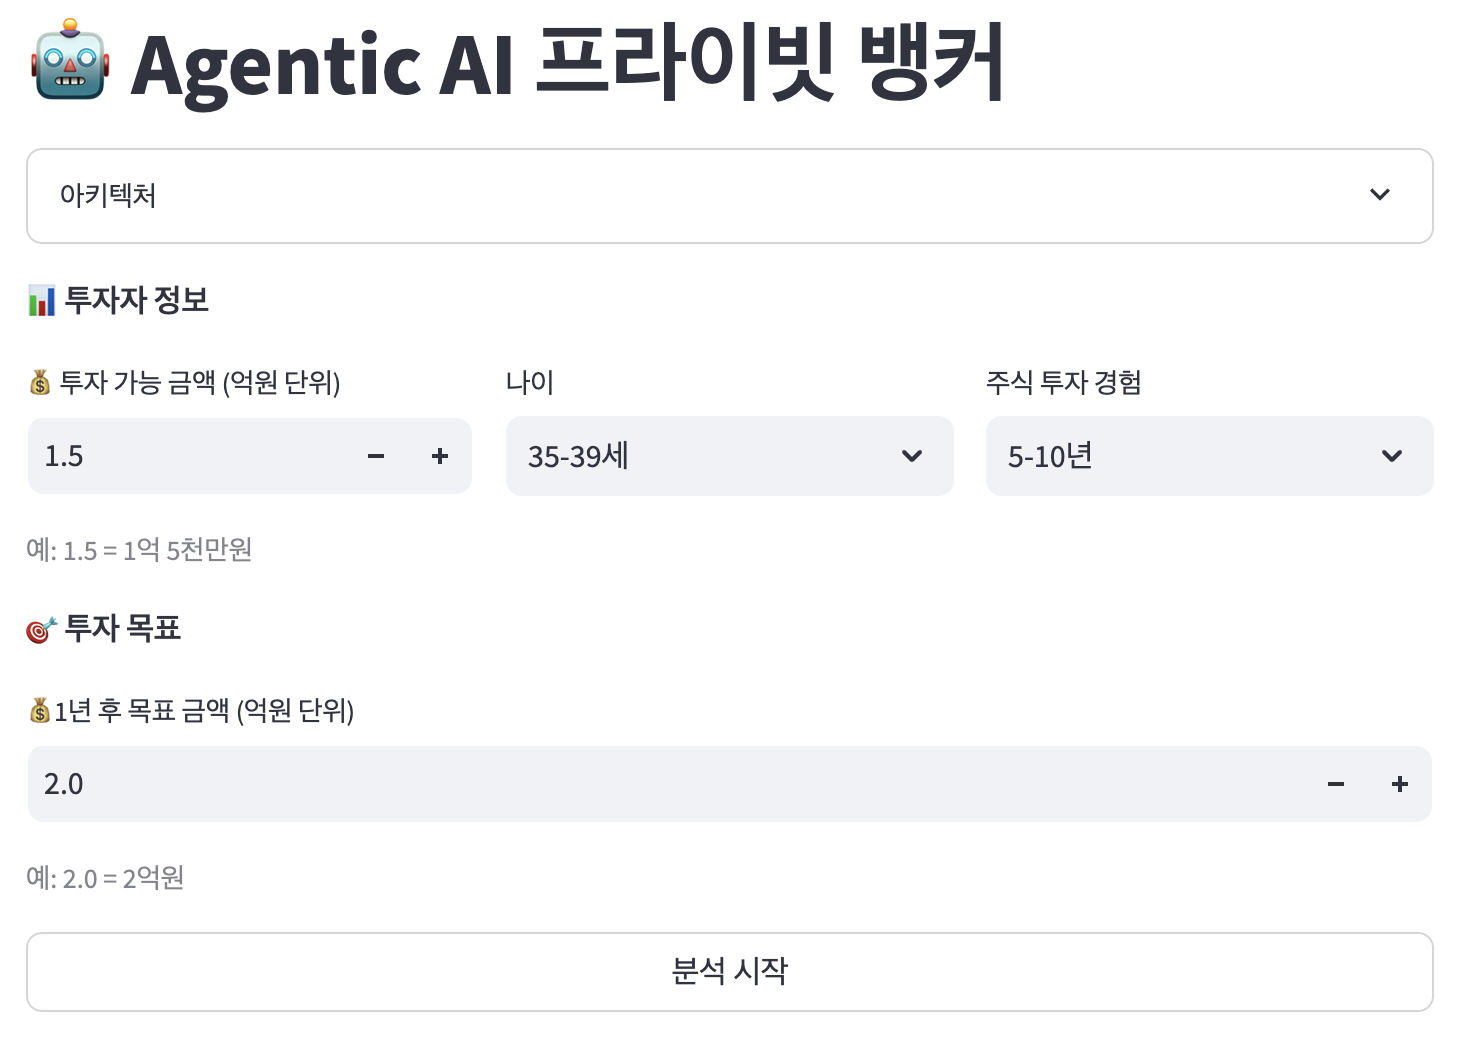 Agentic AI 프라이빗 뱅커
아키텍처
투자자 정보
투자 가능 금액 (억원 단위)
나이
주식 투자 경험
1.5
35-39세
5-10년
예: 1.5 = 1억 5천만원
투자 목표
1년 후 목표 금액 (억원 단위)
2.0
예: 2.0 = 2억원
분석 시작